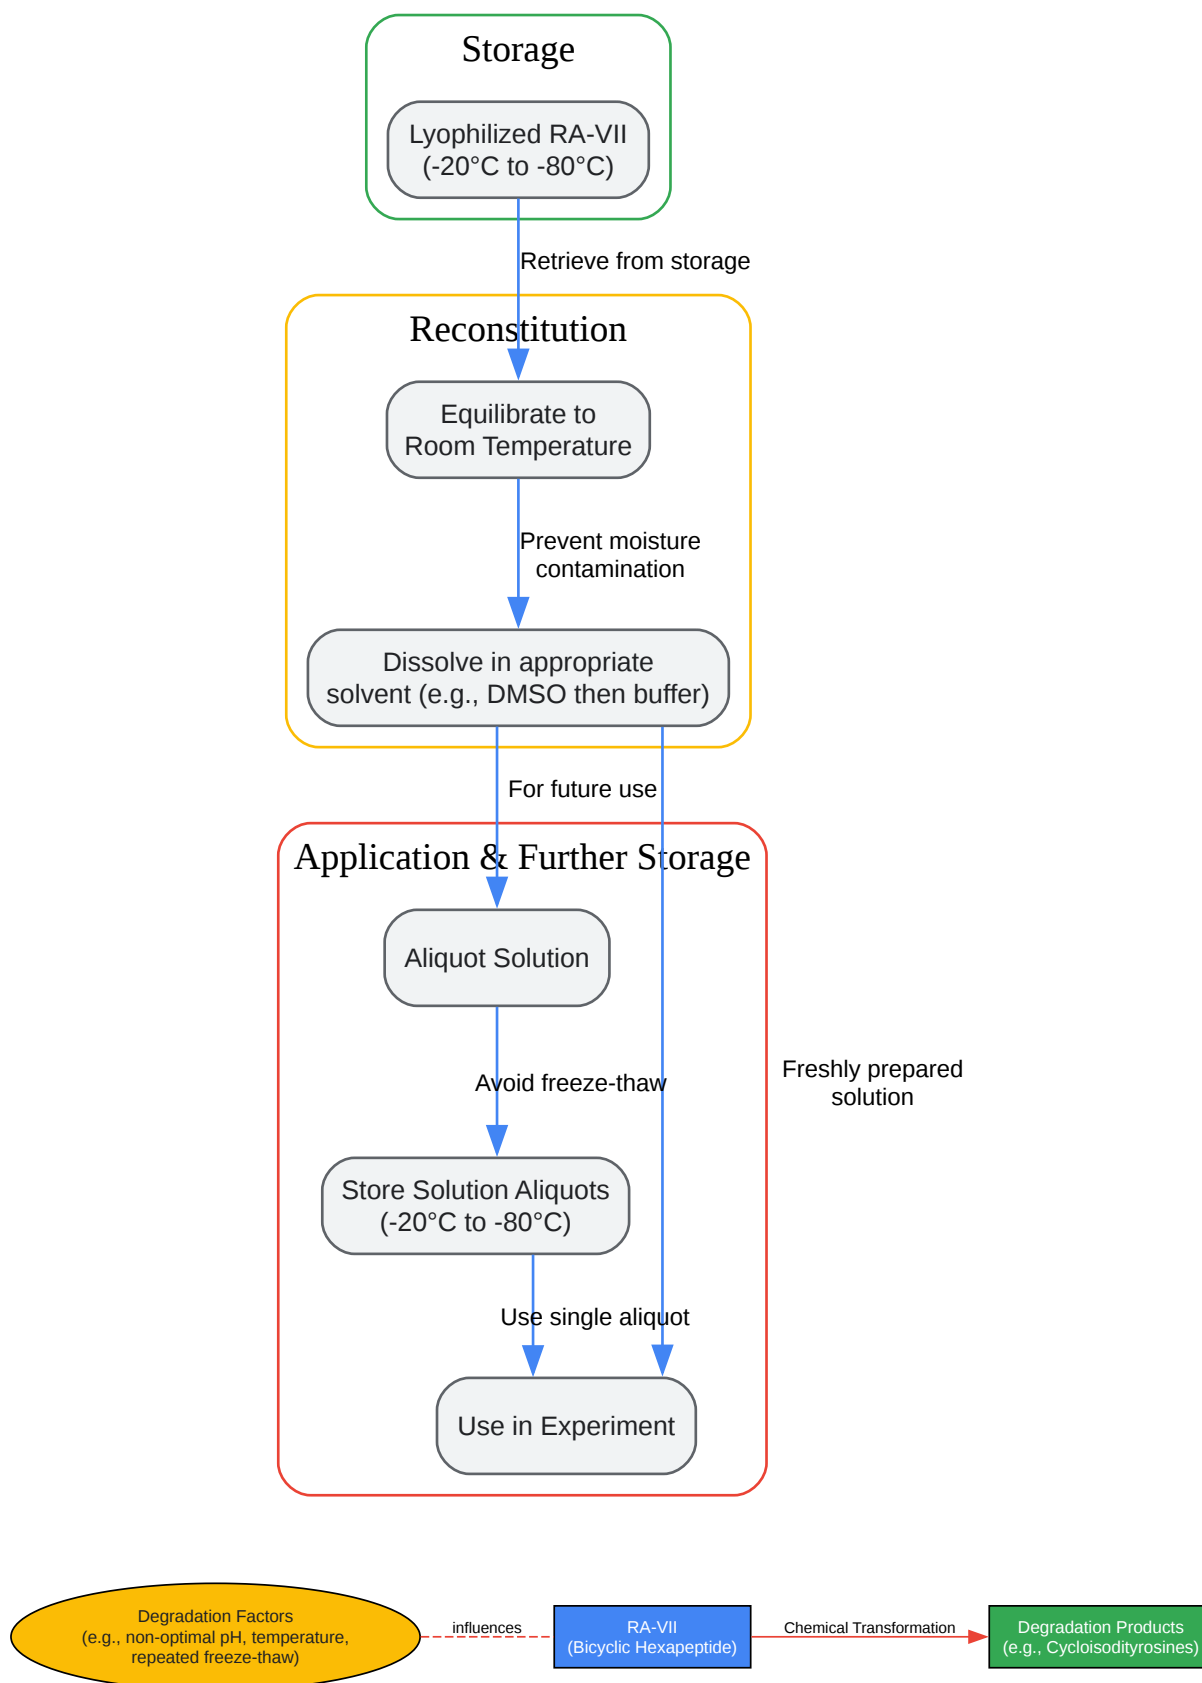 Storage
Lyophilized RA-VII
(-20°C to -80°C)
Retrieve from storage
Reconstitution
Equilibrate to
Room Temperature
Prevent moisture
contamination
Dissolve in appropriate
solvent (e.g., DMSO then buffer)
For future use
Application & Further Storage
Aliquot Solution
Avoid freeze-thaw
Freshly prepared
solution
Store Solution Aliquots
(-20°C to -80°C)
Use single aliquot
Use in Experiment
Degradation Factors
(e.g., non-optimal pH, temperature,
repeated freeze-thaw)
influences
RA-VII
(Bicyclic Hexapeptide)
Chemical Transformation
Degradation Products
(e.g., Cycloisodityrosines)